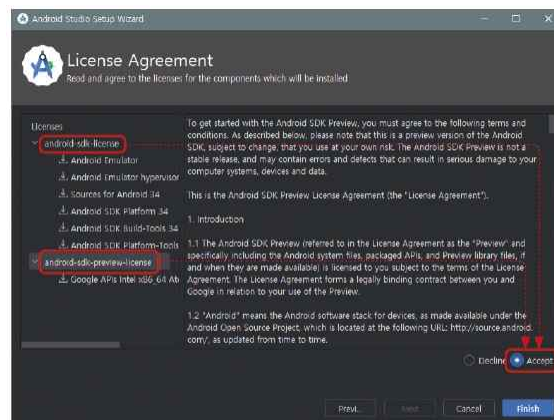 Android Studio Setup Wizard
License Agreement
Read and agree to the licenses for the components which will be installed
Licenses
android-sdk-license
Android Emulator
Android Emulator hypervisor
Sources for Android 34
Android SDK Platform 34
Android SDK Build-Tools 34
Android SDK Platform-Tools
android-sdk-preview-license
Google APIs Intel x86_64 Ato
To get started with the Android SDK Preview, you must agree to the following terms and
conditions. As described below, please note that this is a preview version of the Android
SDK, subject to change, that you use at your own risk. The Android SDK Preview is not a
stable release, and may contain errors and defects that can result in serious damage to your
computer systems, devices and data.
This is the Android SDK Preview License Agreement (the "License Agreement").
1. Introduction
1.1 The Android SDK Preview (referred to in the License Agreement as the "Preview" and
specifically including the Android system files, packaged APIs, and Preview library files, if
and when they are made available) is licensed to you subject to the terms of the License
Agreement. The License Agreement forms a legally binding contract between you and
Google in relation to your use of the Preview.
1.2 "Android" means the Android software stack for devices, as made available under the
Android Open Source Project, which is located at the following URL: http://source.android.
com/, as updated from time to time.
Decline Accept
Previ... Next Cancel Finish